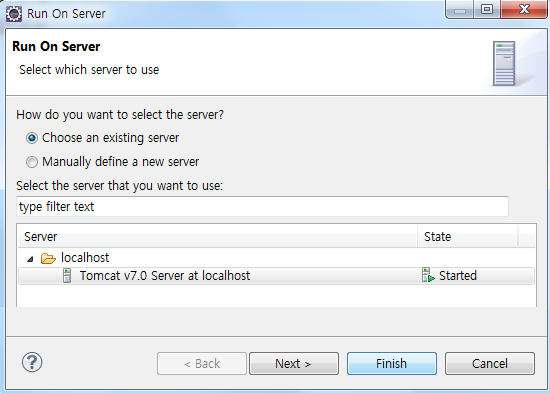 Run On Server
Run On Server
Select which server to use
How do you want to select the server?
Choose an existing server
Manually define a new server
Select the server that you want to use:
type filter text
Server State
localhost
Tomcat v7.0 Server at localhost Started
? < Back Next > Finish Cancel